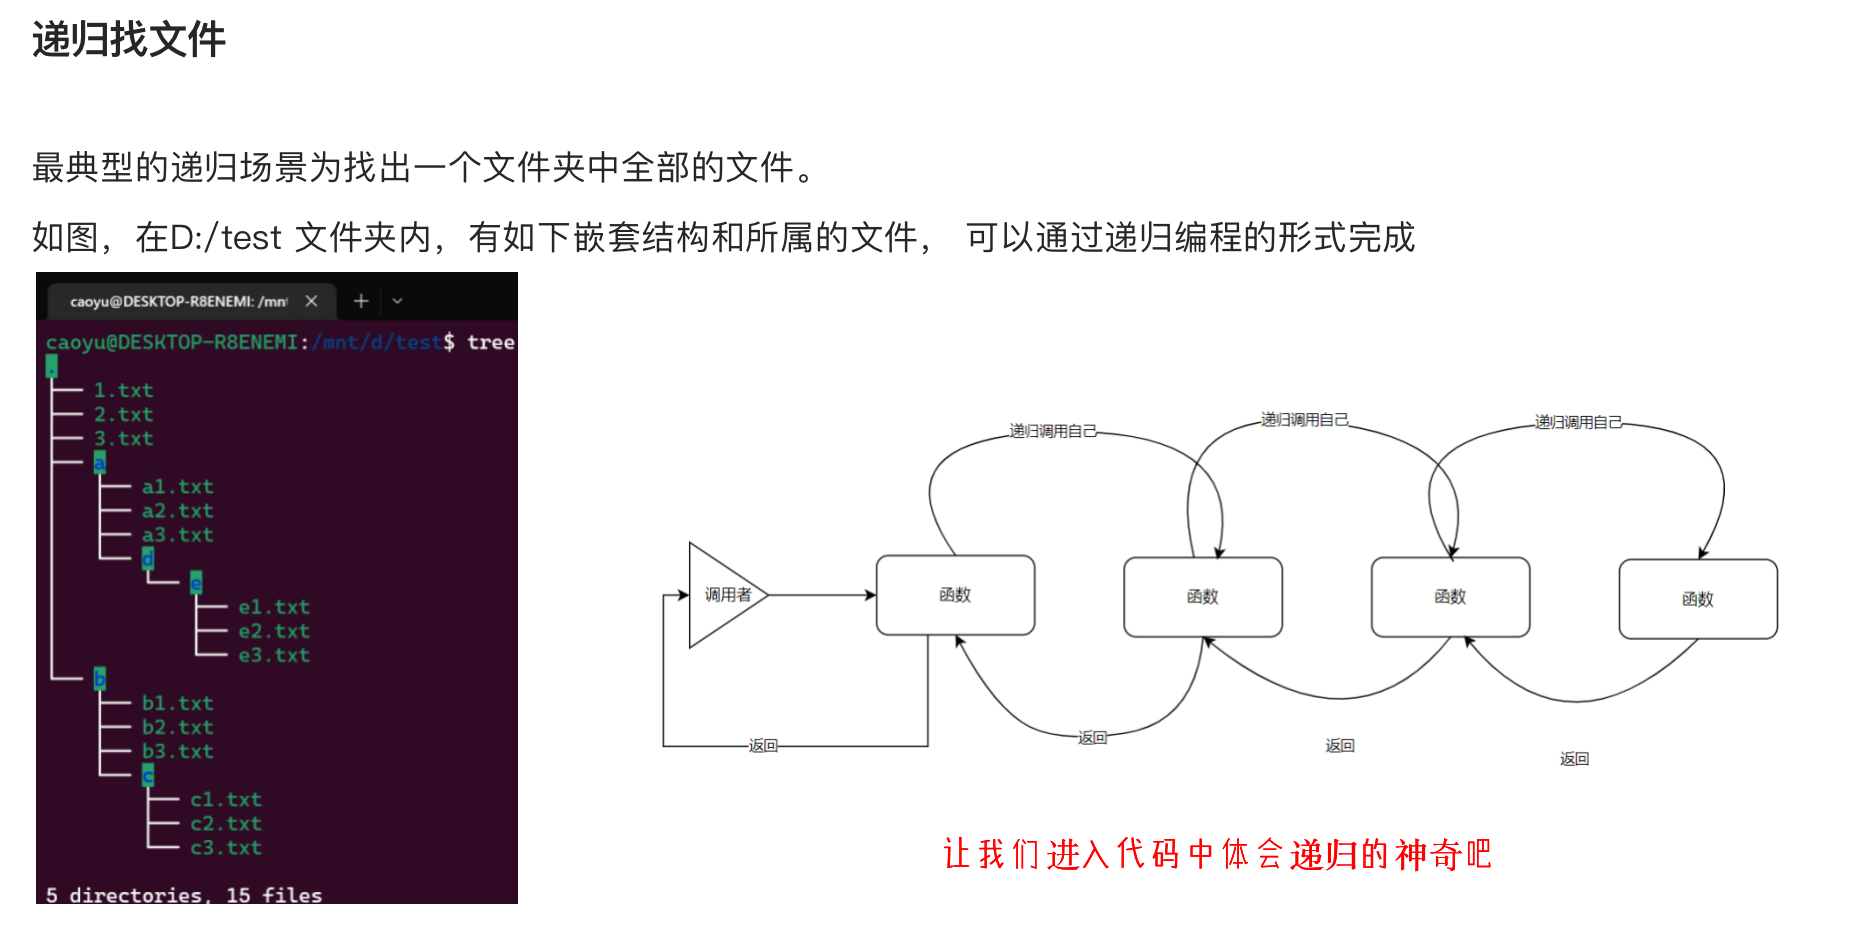 递归找文件
最典型的递归场景为找出一个文件夹中全部的文件。
如图，在D:/test 文件夹内，有如下嵌套结构和所属的文件， 可以通过递归编程的形式完成
caoyu@DESKTOP-R8ENEMI: /mnt
caoyu@DESKTOP-R8ENEMI:/mnt/d/test$ tree
.
1.txt
2.txt
3.txt
a
a1.txt
a2.txt
a3.txt
d
e
e1.txt
e2.txt
e3.txt
b
b1.txt
b2.txt
b3.txt
c
c1.txt
c2.txt
c3.txt
5 directories, 15 files
递归调用自己
递归调用自己
递归调用自己
调用者
函数
函数
函数
函数
返回
返回
返回
返回
让我们进入代码中体会递归的神奇吧